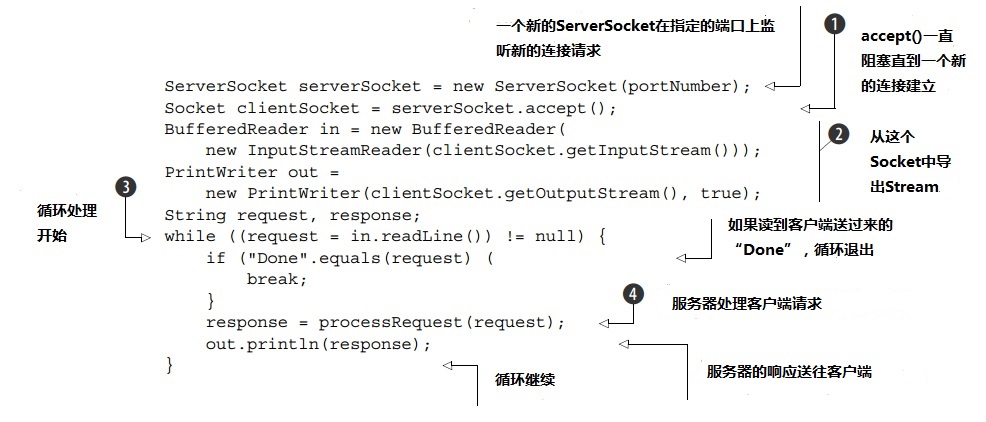 一个新的ServerSocket在指定的端口上监
听新的连接请求
1
accept()一直
阻塞直到一个新
的连接建立
ServerSocket serverSocket = new ServerSocket(portNumber);
Socket clientSocket = serverSocket.accept();
BufferedReader in = new BufferedReader(
new InputStreamReader(clientSocket.getInputStream()));
2
从这个
Socket中导
出Stream
PrintWriter out =
new PrintWriter(clientSocket.getOutputStream(), true);
3
循环处理
开始
String request, response;
while ((request = in.readLine()) != null) {
如果读到客户端送过来的
“Done”,循环退出
if ("Done".equals(request) (
break;
}
4
服务器处理客户端请求
response = processRequest(request);
out.println(response);
服务器的响应送往客户端
}
循环继续